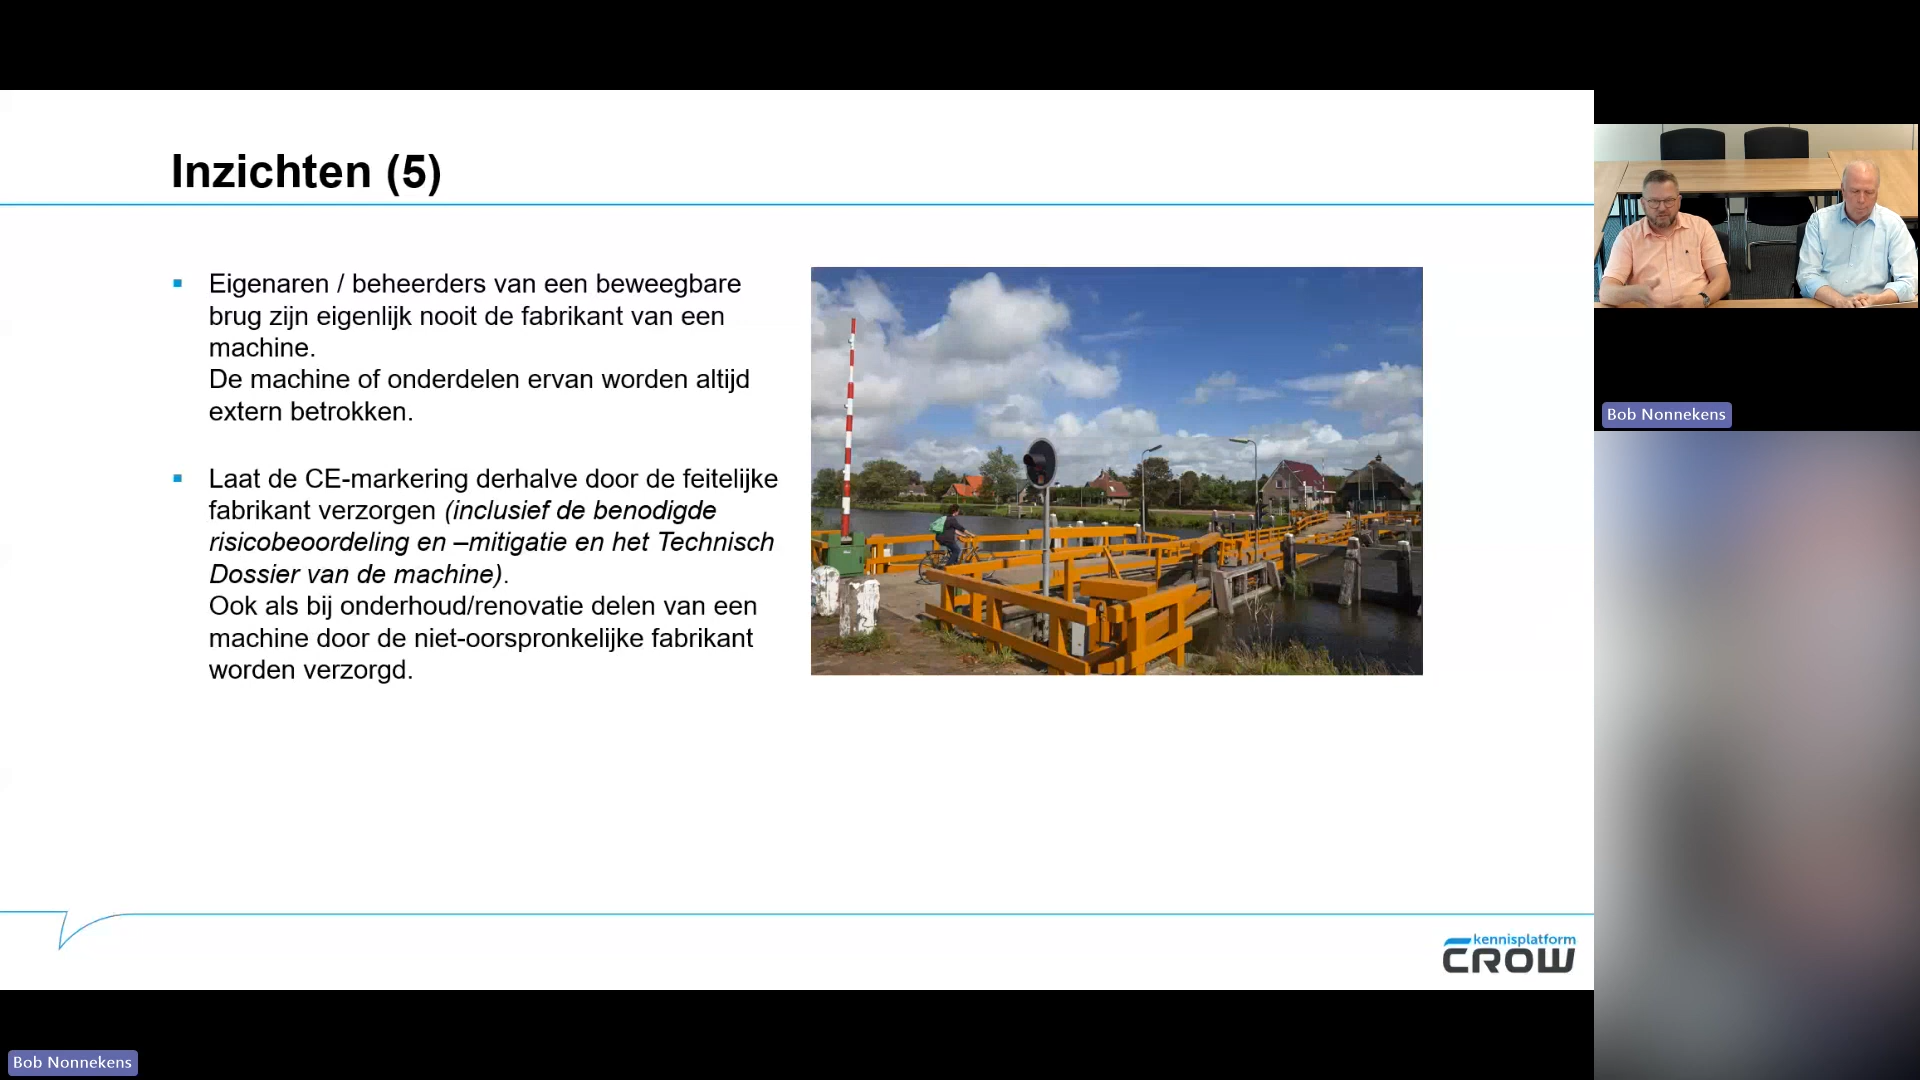 Inzichten (5)
Eigenaren / beheerders van een beweegbare
brug zijn eigenlijk nooit de fabrikant van een
machine.
De machine of onderdelen ervan worden altijd
extern betrokken.
Laat de CE-markering derhalve door de feitelijke
fabrikant verzorgen (inclusief de benodigde
risicobeoordeling en –mitigatie en het Technisch
Dossier van de machine).
Ook als bij onderhoud/renovatie delen van een
machine door de niet-oorspronkelijke fabrikant
worden verzorgd.
kennisplatform
CROW
Bob Nonnekens
Bob Nonnekens